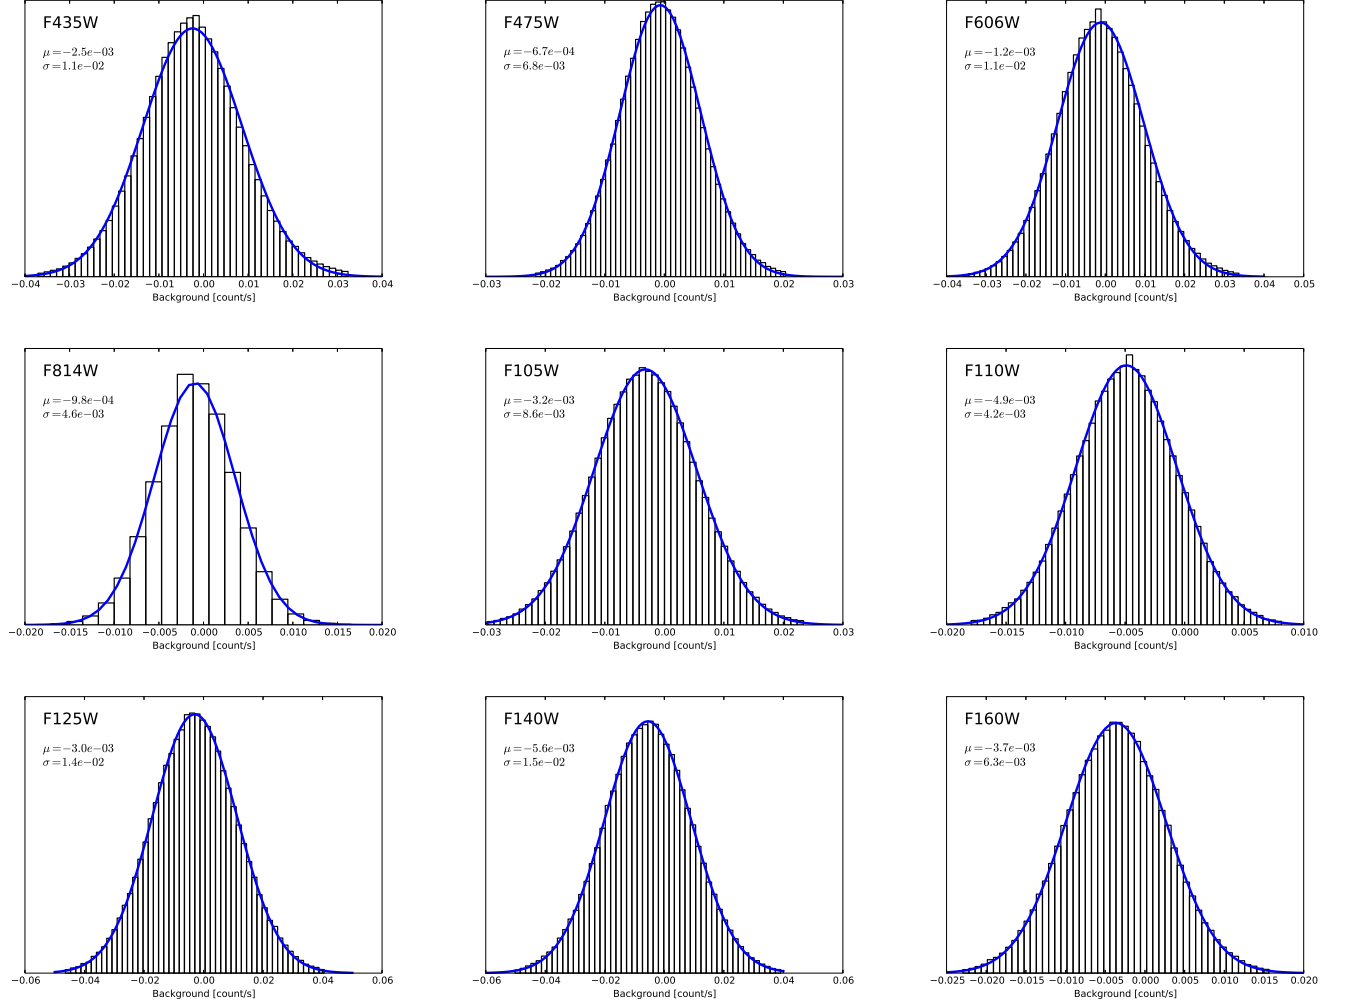 F435W
μ=−2.5e−03
σ=1.1e−02
−0.04 −0.03 −0.02 −0.01 0.00 0.01 0.02 0.03 0.04
Background [count/s]
F475W
μ=−6.7e−04
σ=6.8e−03
−0.03 −0.02 −0.01 0.00 0.01 0.02 0.03
Background [count/s]
F606W
μ=−1.2e−03
σ=1.1e−02
−0.04 −0.03 −0.02 −0.01 0.00 0.01 0.02 0.03 0.04 0.05
Background [count/s]
F814W
μ=−9.8e−04
σ=4.6e−03
−0.020 −0.015 −0.010 −0.005 0.000 0.005 0.010 0.015 0.020
Background [count/s]
F105W
μ=−3.2e−03
σ=8.6e−03
−0.03 −0.02 −0.01 0.00 0.01 0.02 0.03
Background [count/s]
F110W
μ=−4.9e−03
σ=4.2e−03
−0.020 −0.015 −0.010 −0.005 0.000 0.005 0.010
Background [count/s]
F125W
μ=−3.0e−03
σ=1.4e−02
−0.06 −0.04 −0.02 0.00 0.02 0.04 0.06
Background [count/s]
F140W
μ=−5.6e−03
σ=1.5e−02
−0.06 −0.04 −0.02 0.00 0.02 0.04 0.06
Background [count/s]
F160W
μ=−3.7e−03
σ=6.3e−03
−0.025 −0.020 −0.015 −0.010 −0.005 0.000 0.005 0.010 0.015 0.020
Background [count/s]